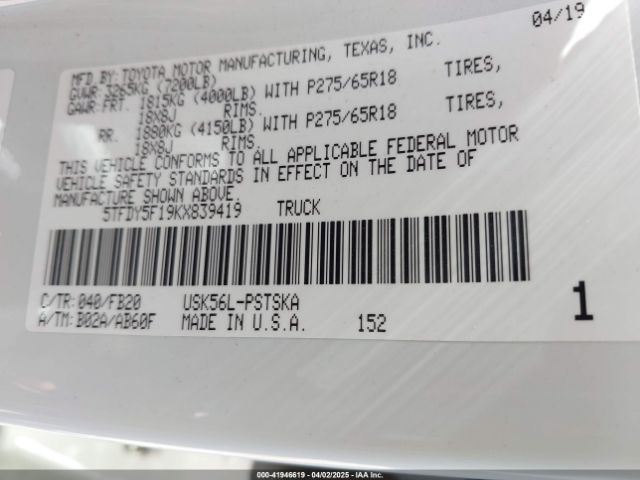 04/19
MFD BY: TOYOTA MOTOR MANUFACTURING, TEXAS, INC.
GVWR: 3265KG (7200LB)
GAWR: FRT. 1815KG (4000LB) WITH P275/65R18 TIRES,
18X8J RIMS.
RR. 1880KG (4150LB) WITH P275/65R18 TIRES,
18X8J RIMS.
THIS VEHICLE CONFORMS TO ALL APPLICABLE FEDERAL MOTOR
VEHICLE SAFETY STANDARDS IN EFFECT ON THE DATE OF
MANUFACTURE SHOWN ABOVE.
5TFDY5F19KX839419 TRUCK
C/TR: 040/FB20 USK56L-PSTSKA
A/TM: B02A/AB60F MADE IN U.S.A. 152
1
000-41946619 - 04/02/2025 - IAA Inc.